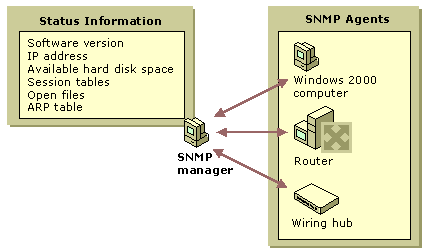 Status Information
Software version
IP address
Available hard disk space
Session tables
Open files
ARP table
SNMP
manager
SNMP Agents
Windows 2000
computer
Router
Wiring hub